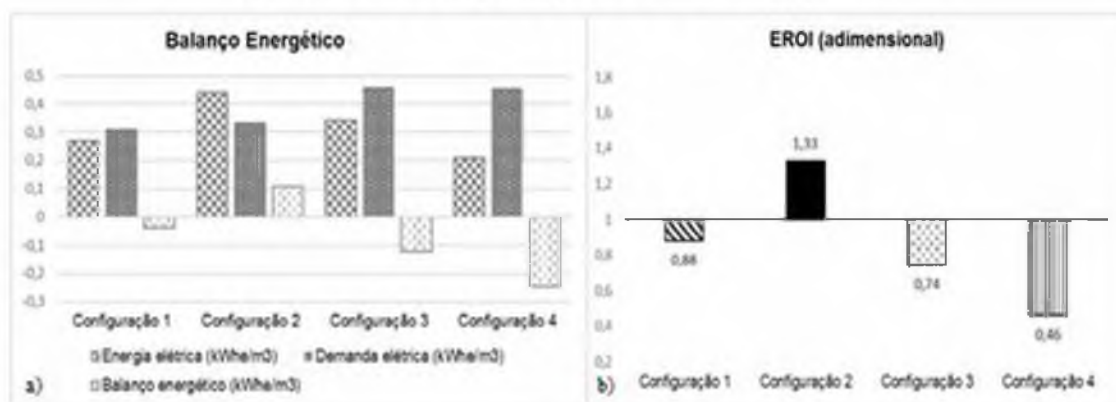 Balanço Energético
0,5
0,4
0,3
0,2
0,1
0
-0,1
-0,2
-0,3
Configuração 1 Configuração 2 Configuração 3 Configuração 4
Energia elétrica (kWhe/m3) Demanda elétrica (kWhe/m3)
Balanço energético (kWhe/m3)
a)
EROI (adimensional)
1,8
1,6
1,4
1,2
1
0,8
0,6
0,4
0,2
0,88
1,33
0,74
0,46
Configuração 1 Configuração 2 Configuração 3 Configuração 4
b)